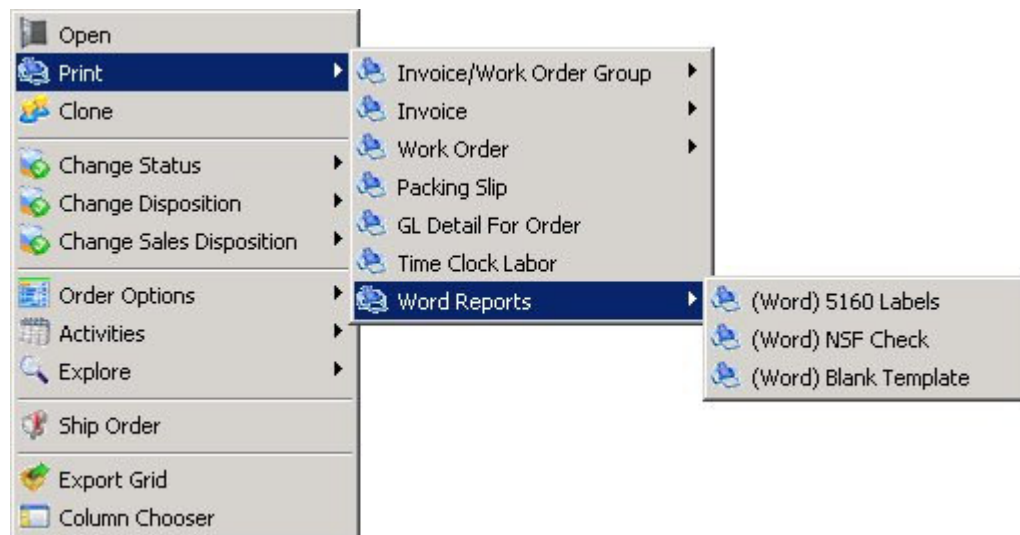 Open
Print
Clone
Change Status
Change Disposition
Change Sales Disposition
Order Options
Activities
Explore
Ship Order
Export Grid
Column Chooser
Invoice/Work Order Group
Invoice
Work Order
Packing Slip
GL Detail For Order
Time Clock Labor
Word Reports
(Word) 5160 Labels
(Word) NSF Check
(Word) Blank Template